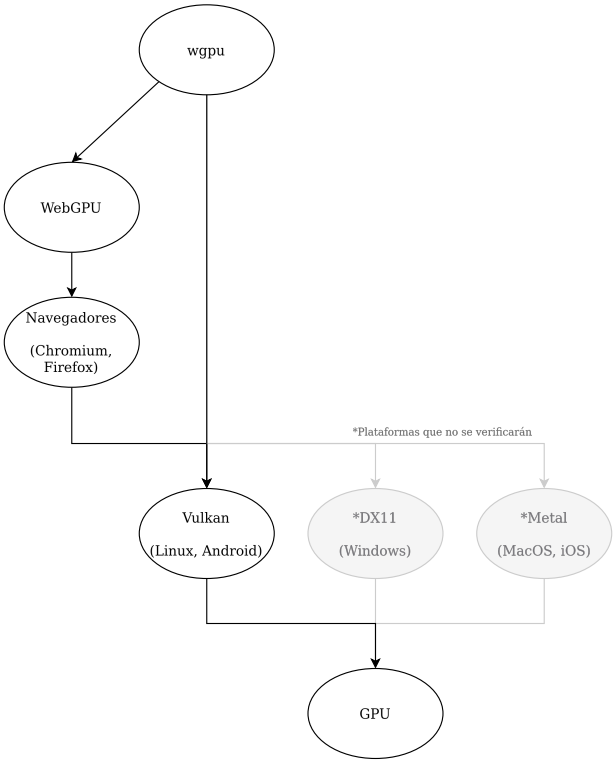 wgpu
WebGPU
Navegadores
(Chromium,
Firefox)
*Plataformas que no se verificarán
Vulkan
(Linux, Android)
*DX11
(Windows)
*Metal
(MacOS, iOS)
GPU